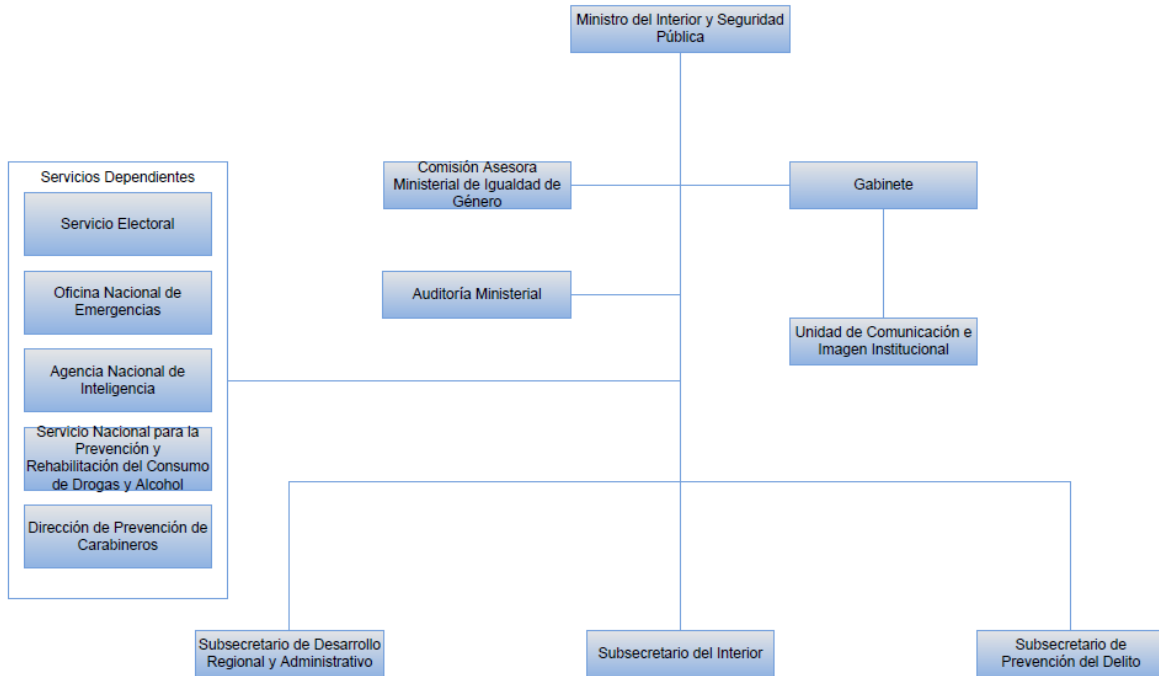 Ministro del Interior y Seguridad
Pública
Comisión Asesora
Ministerial de Igualdad de
Género
Gabinete
Servicios Dependientes
Servicio Electoral
Oficina Nacional de
Emergencias
Auditoría Ministerial
Unidad de Comunicación e
Imagen Institucional
Agencia Nacional de
Inteligencia
Servicio Nacional para la
Prevención y
Rehabilitación del Consumo
de Drogas y Alcohol
Dirección de Prevención de
Carabineros
Subsecretario de Desarrollo
Regional y Administrativo
Subsecretario del Interior
Subsecretario de
Prevención del Delito